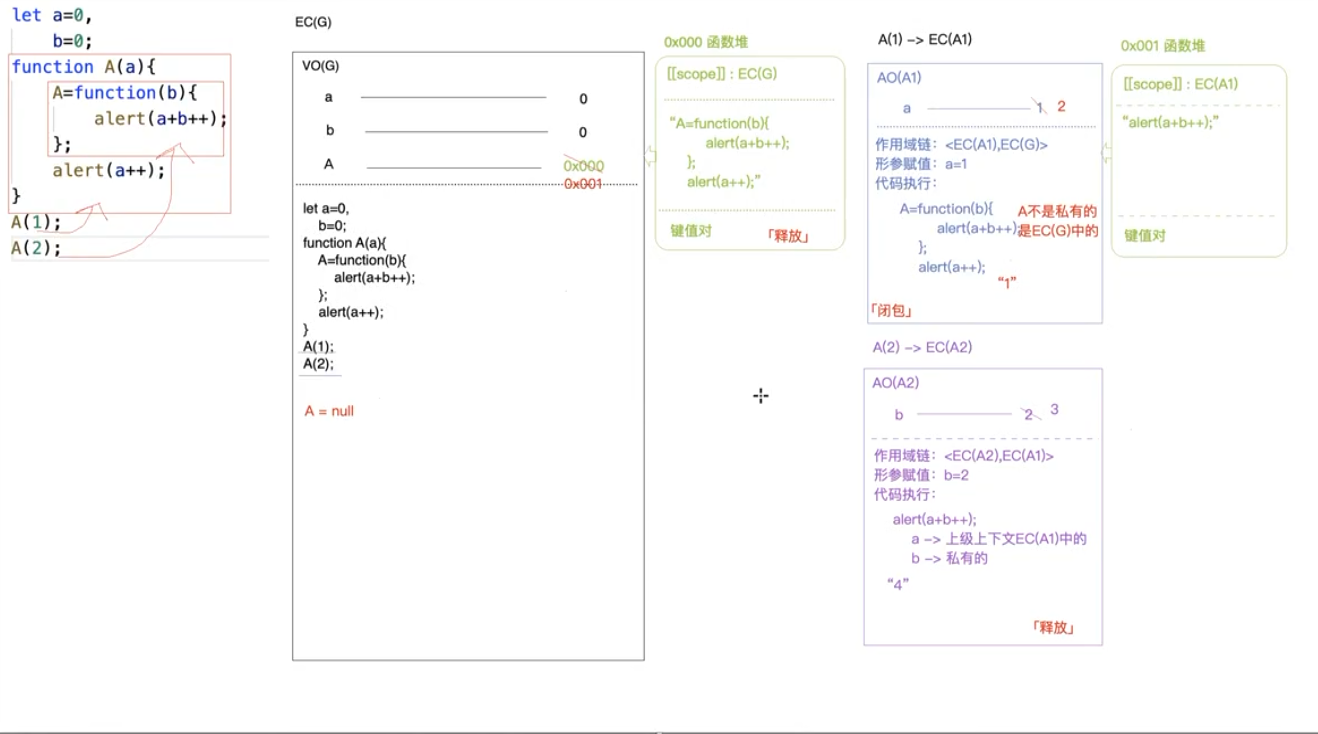 let a=0,
b=0;
function A(a){
A=function(b){
alert(a+b++);
};
alert(a++);
}
A(1);
A(2);
EC(G)
VO(G)
a 0
b 0
A 0x000
0x001
let a=0,
b=0;
function A(a){
A=function(b){
alert(a+b++);
};
alert(a++);
}
A(1);
A(2);
A = null
0x000 函数堆
[[scope]] : EC(G)
“A=function(b){
alert(a+b++);
};
alert(a++);”
键值对 「释放」
A(1) -> EC(A1)
AO(A1)
a 1 2
作用域链：<EC(A1),EC(G)>
形参赋值：a=1
代码执行：
A=function(b){ A不是私有的
alert(a+b++); 是EC(G)中的
};
alert(a++);
“1”
「闭包」
0x001 函数堆
[[scope]] : EC(A1)
“alert(a+b++);”
键值对
A(2) -> EC(A2)
AO(A2)
b 2 3
作用域链：<EC(A2),EC(A1)>
形参赋值：b=2
代码执行：
alert(a+b++);
a -> 上级上下文EC(A1)中的
b -> 私有的
“4”
「释放」